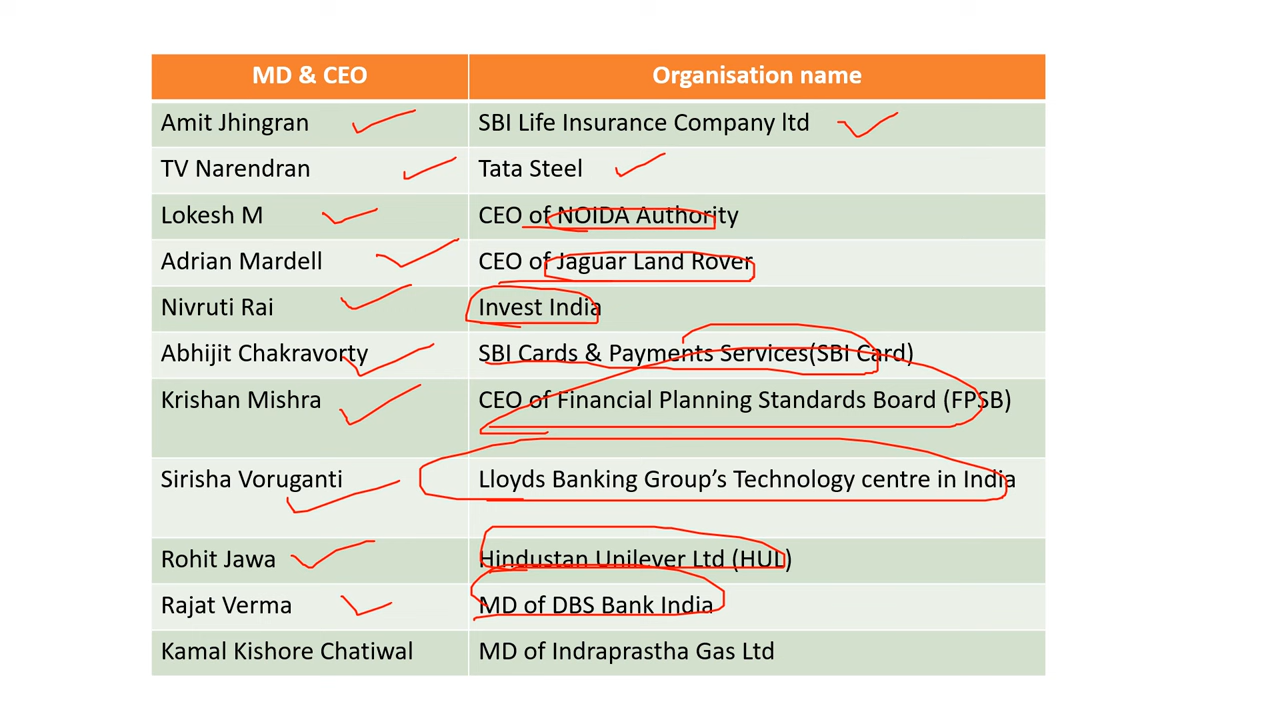 MD & CEO Organisation name
Amit Jhingran SBI Life Insurance Company ltd
TV Narendran Tata Steel
Lokesh M CEO of NOIDA Authority
Adrian Mardell CEO of Jaguar Land Rover
Nivruti Rai Invest India
Abhijit Chakravorty SBI Cards & Payments Services(SBI Card)
Krishan Mishra CEO of Financial Planning Standards Board (FPSB)
Sirisha Voruganti Lloyds Banking Group’s Technology centre in India
Rohit Jawa Hindustan Unilever Ltd (HUL)
Rajat Verma MD of DBS Bank India
Kamal Kishore Chatiwal MD of Indraprastha Gas Ltd